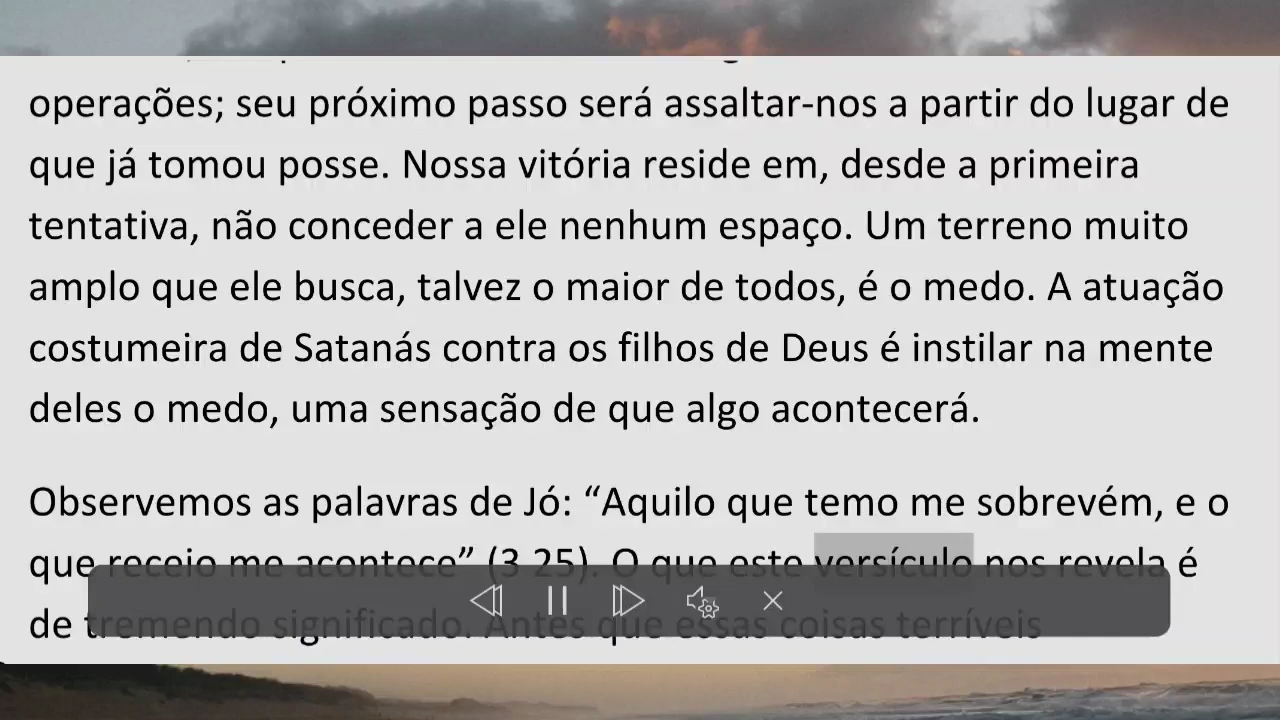 operações; seu próximo passo será assaltar-nos a partir do lugar de
que já tomou posse. Nossa vitória reside em, desde a primeira
tentativa, não conceder a ele nenhum espaço. Um terreno muito
amplo que ele busca, talvez o maior de todos, é o medo. A atuação
costumeira de Satanás contra os filhos de Deus é instilar na mente
deles o medo, uma sensação de que algo acontecerá.
Observemos as palavras de Jó: “Aquilo que temo me sobrevém, e o
que receio me acontece” (3.25). O que este versículo nos revela é
de tremendo significado. Antes que essas coisas terríveis